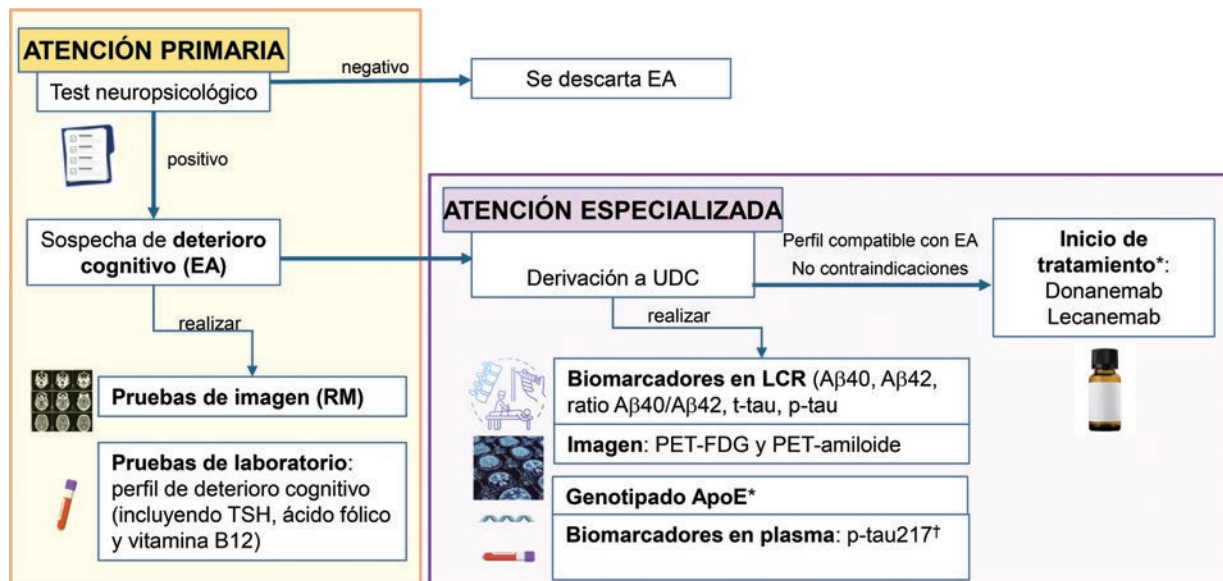 ATENCIÓN PRIMARIA
Test neuropsicológico
negativo
Se descarta EA
positivo
Sospecha de deterioro
cognitivo (EA)
realizar
Pruebas de imagen (RM)
Pruebas de laboratorio:
perfil de deterioro cognitivo
(incluyendo TSH, ácido fólico
y vitamina B12)
ATENCIÓN ESPECIALIZADA
Derivación a UDC
Perfil compatible con EA
No contraindicaciones
Inicio de
tratamiento*:
Donanemab
Lecanemab
realizar
Biomarcadores en LCR (Aβ40, Aβ42,
ratio Aβ40/Aβ42, t-tau, p-tau
Imagen: PET-FDG y PET-amiloide
Genotipado ApoE*
Biomarcadores en plasma: p-tau217†